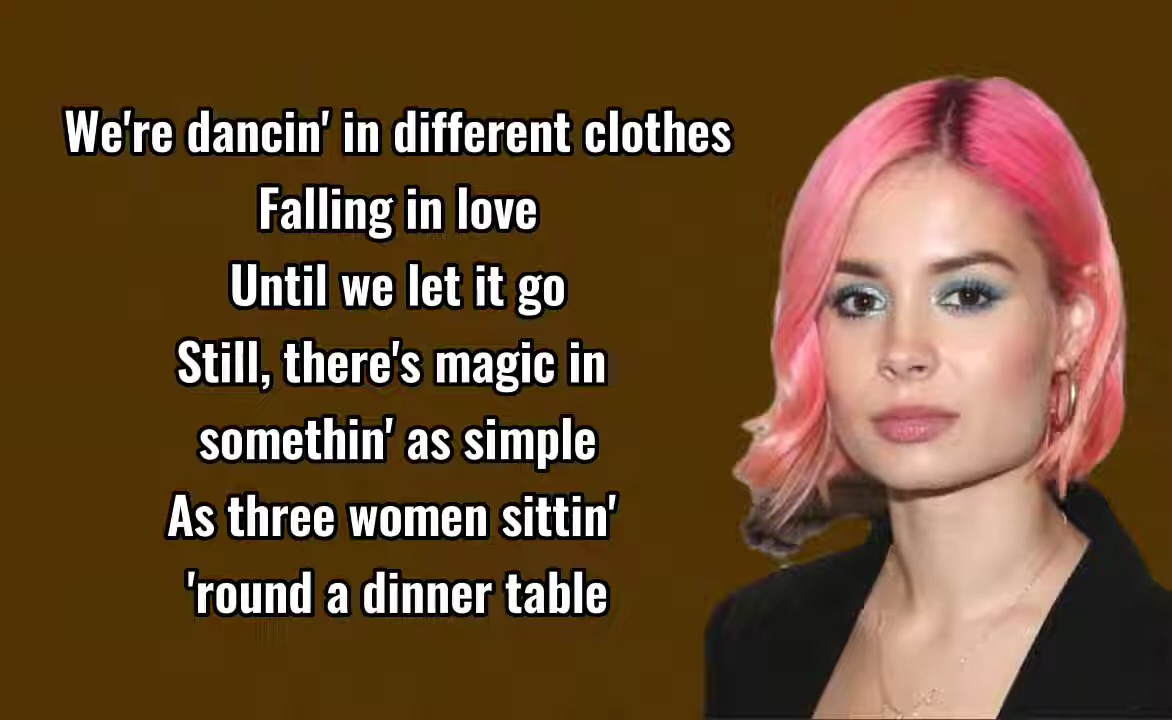 We're dancin' in different clothes
Falling in love
Until we let it go
Still, there's magic in
somethin' as simple
As three women sittin'
'round a dinner table